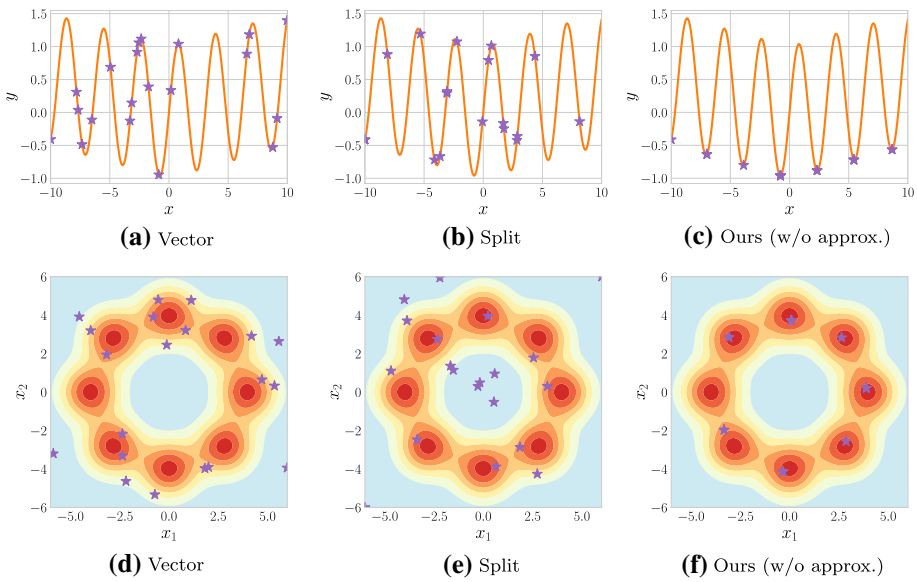 1.5
1.0
0.5
0.0
−0.5
−1.0
y
−10 −5 0 5 10
x
(a) Vector
1.5
1.0
0.5
0.0
−0.5
−1.0
y
−10 −5 0 5 10
x
(b) Split
1.5
1.0
0.5
0.0
−0.5
−1.0
y
−10 −5 0 5 10
x
(c) Ours (w/o approx.)
6
4
2
0
−2
−4
−6
x2
−5.0 −2.5 0.0 2.5 5.0
x1
(d) Vector
6
4
2
0
−2
−4
−6
x2
−5.0 −2.5 0.0 2.5 5.0
x1
(e) Split
6
4
2
0
−2
−4
−6
x2
−5.0 −2.5 0.0 2.5 5.0
x1
(f) Ours (w/o approx.)